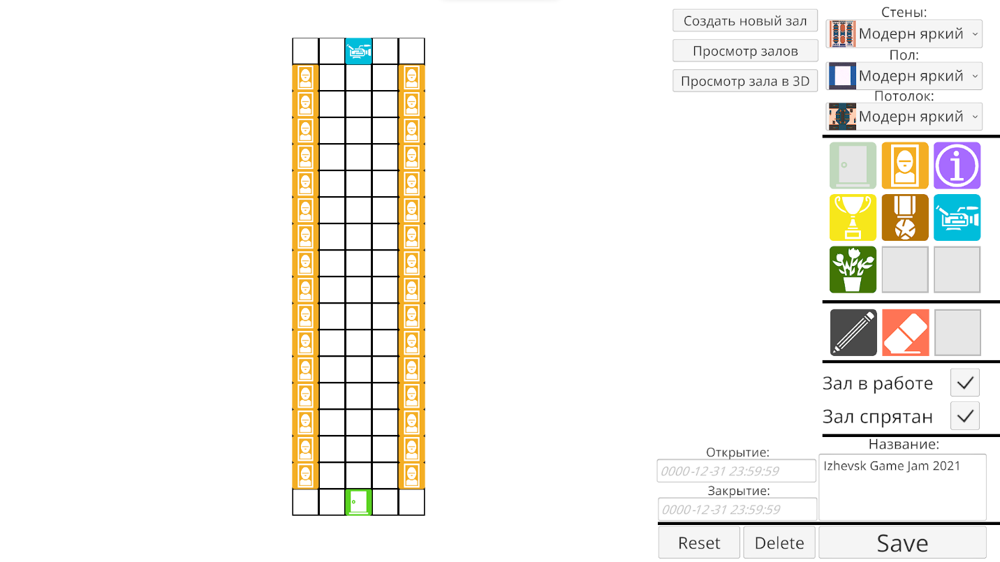 Создать новый зал
Просмотр залов
Просмотр зала в 3D
Стены:
Модерн яркий
Пол:
Модерн яркий
Потолок:
Модерн яркий
Зал в работе
Зал спрятан
Открытие:
0000-12-31 23:59:59
Закрытие:
0000-12-31 23:59:59
Название:
Izhevsk Game Jam 2021
Reset
Delete
Save